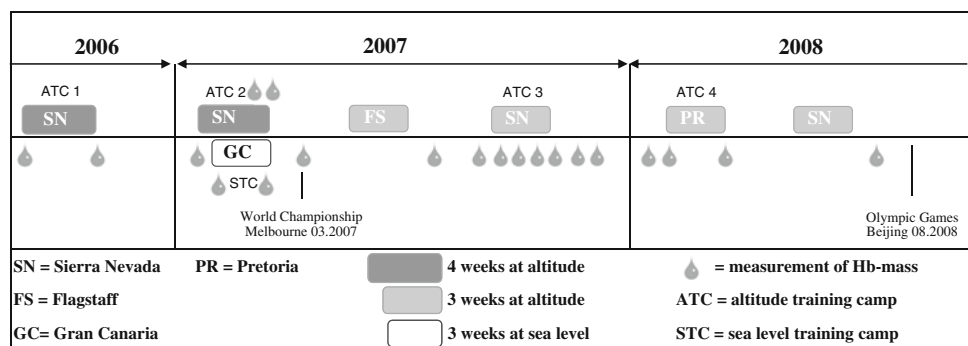 2006 2007 2008
ATC 1 ATC 2 ATC 3 ATC 4
SN SN FS SN PR SN
GC
STC
World Championship
Melbourne 03.2007
Olympic Games
Beijing 08.2008
SN = Sierra Nevada PR = Pretoria 4 weeks at altitude = measurement of Hb-mass
FS = Flagstaff 3 weeks at altitude ATC = altitude training camp
GC= Gran Canaria 3 weeks at sea level STC = sea level training camp